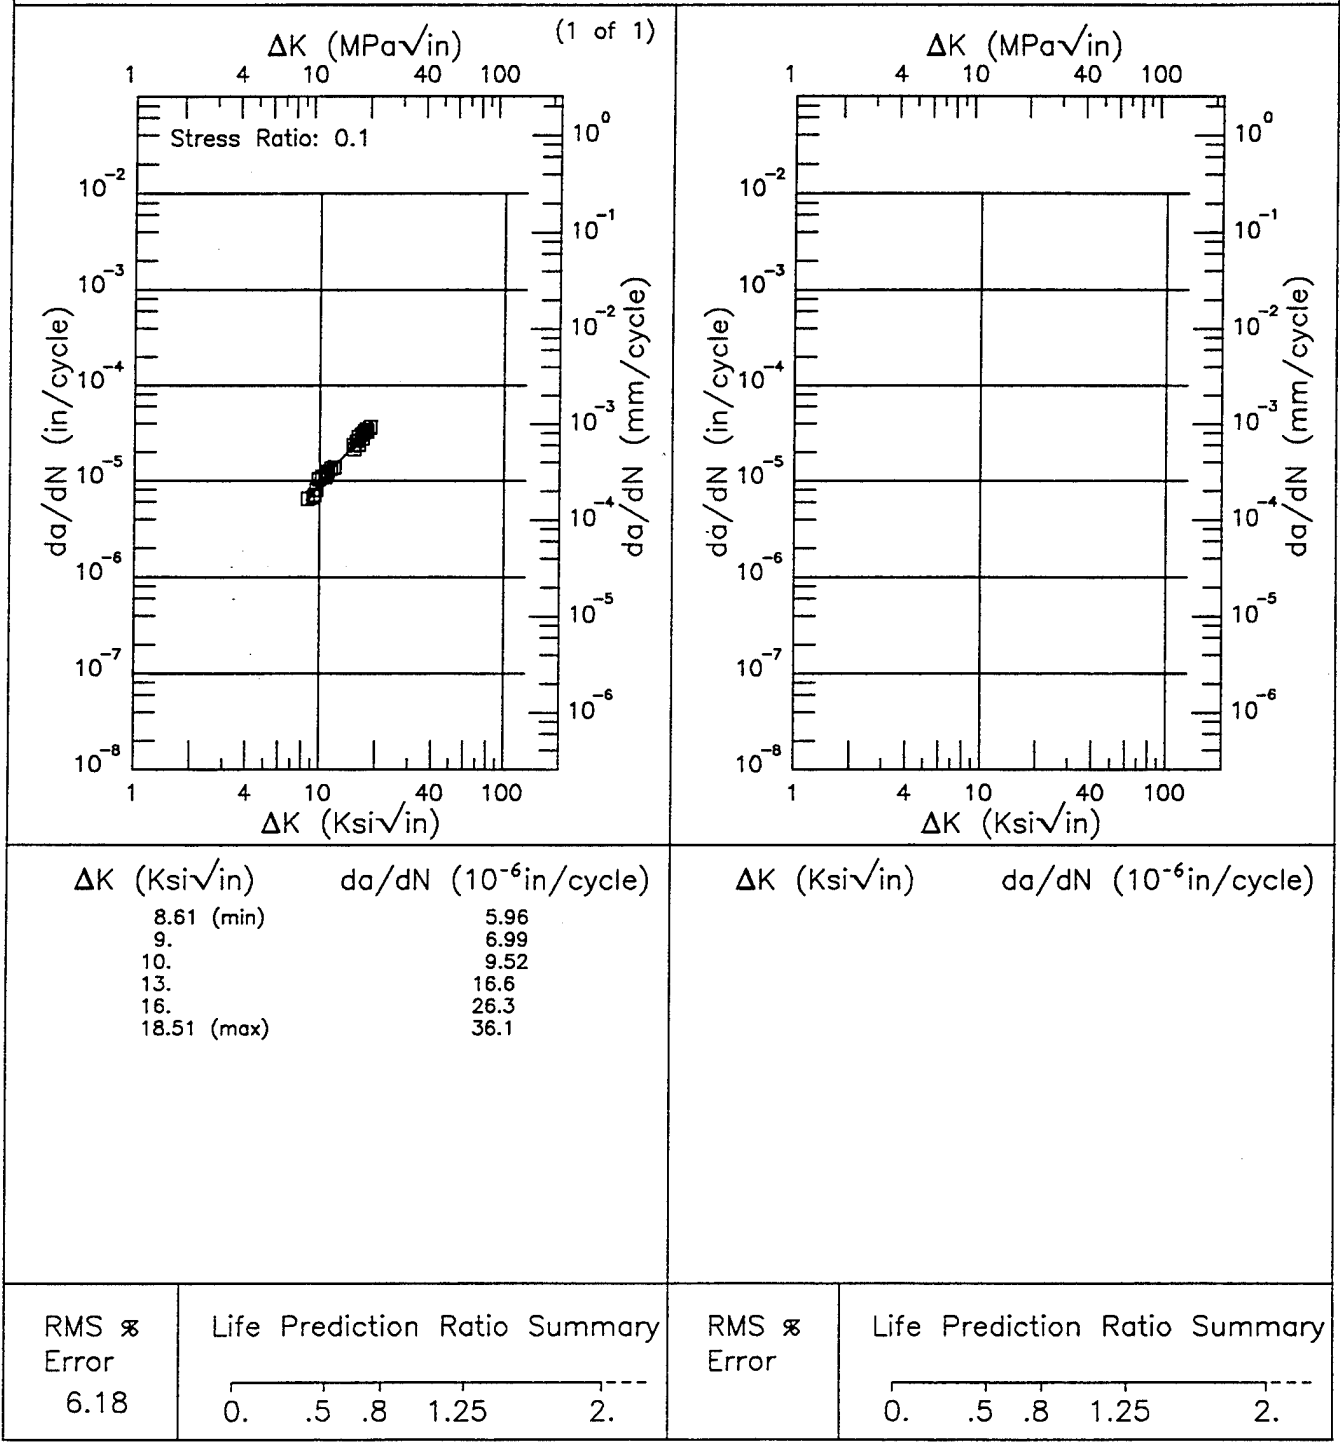 (1 of 1)
ΔK (MPa√in)
1 4 10 40 100
Stress Ratio: 0.1
10⁰
10⁻²
10⁻¹
10⁻³
10⁻²
10⁻⁴
10⁻³
10⁻⁵
10⁻⁴
10⁻⁶
10⁻⁵
10⁻⁷
10⁻⁶
10⁻⁸
da/dN (in/cycle)
da/dN (mm/cycle)
1 4 10 40 100
ΔK (Ksi√in)
ΔK (MPa√in)
1 4 10 40 100
10⁰
10⁻²
10⁻¹
10⁻³
10⁻²
10⁻⁴
10⁻³
10⁻⁵
10⁻⁴
10⁻⁶
10⁻⁵
10⁻⁷
10⁻⁶
10⁻⁸
da/dN (in/cycle)
da/dN (mm/cycle)
1 4 10 40 100
ΔK (Ksi√in)
ΔK (Ksi√in) da/dN (10⁻⁶in/cycle)
8.61 (min) 5.96
9. 6.99
10. 9.52
13. 16.6
16. 26.3
18.51 (max) 36.1
ΔK (Ksi√in) da/dN (10⁻⁶in/cycle)
RMS %
Error
6.18
Life Prediction Ratio Summary
0. .5 .8 1.25 2.
RMS %
Error
Life Prediction Ratio Summary
0. .5 .8 1.25 2.